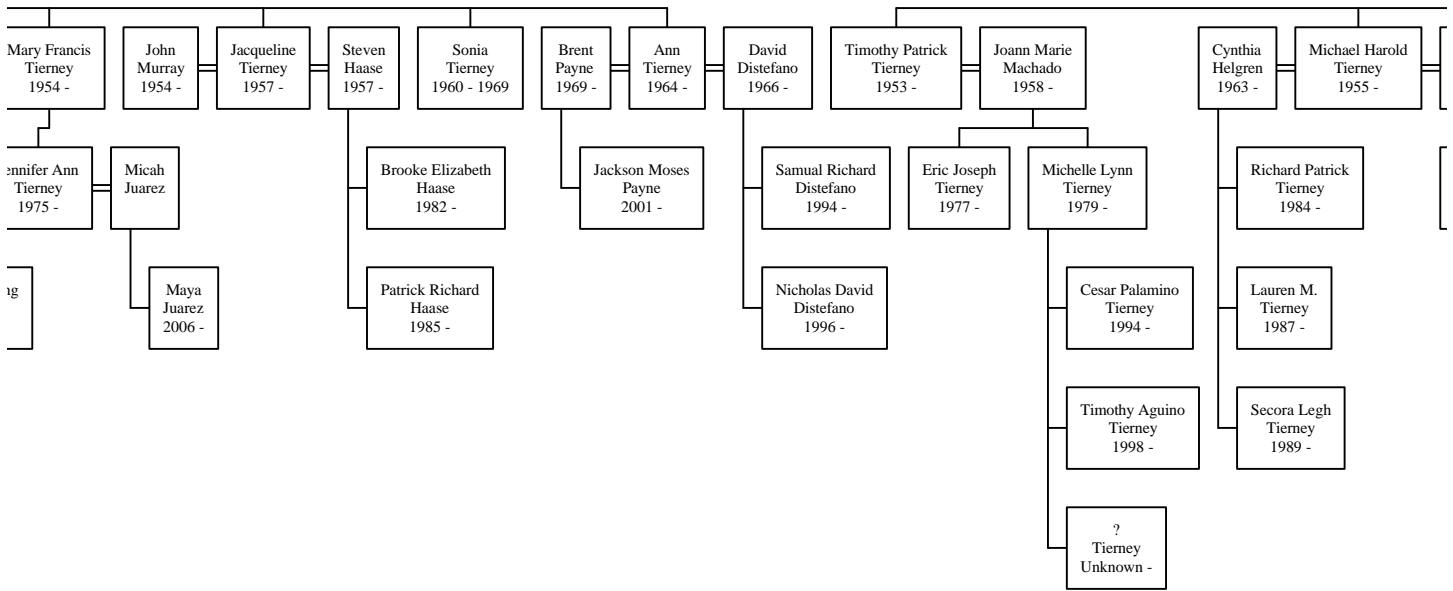 Mary Francis
Tierney
1954 -
John
Murray
1954 -
Jacqueline
Tierney
1957 -
Steven
Haase
1957 -
Sonia
Tierney
1960 - 1969
Brent
Payne
1969 -
Ann
Tierney
1964 -
David
Distefano
1966 -
Timothy Patrick
Tierney
1953 -
Joann Marie
Machado
1958 -
Cynthia
Helgren
1963 -
Michael Harold
Tierney
1955 -
ennifer Ann
Tierney
1975 -
Micah
Juarez
Brooke Elizabeth
Haase
1982 -
Jackson Moses
Payne
2001 -
Samual Richard
Distefano
1994 -
Eric Joseph
Tierney
1977 -
Michelle Lynn
Tierney
1979 -
Richard Patrick
Tierney
1984 -
ng
Maya
Juarez
2006 -
Patrick Richard
Haase
1985 -
Nicholas David
Distefano
1996 -
Cesar Palamino
Tierney
1994 -
Lauren M.
Tierney
1987 -
Timothy Aguino
Tierney
1998 -
Secora Legh
Tierney
1989 -
?
Tierney
Unknown -